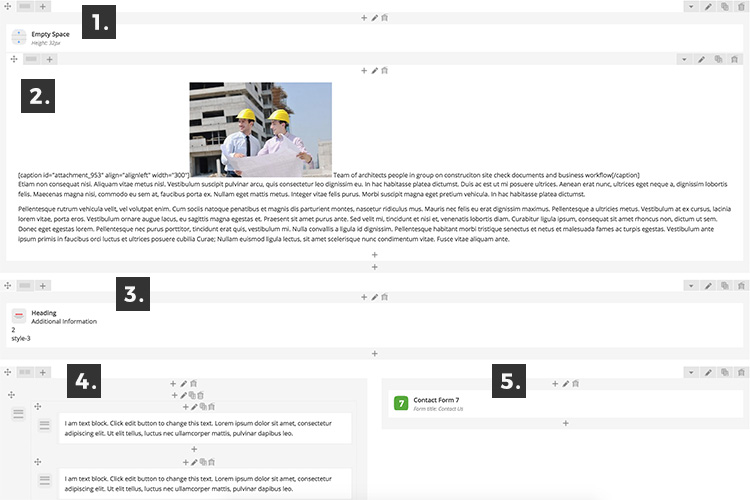 1.
Empty Space
Height: 32px
2.
[caption id="attachment_953" align="alignleft" width="300"] Team of architects people in group on construciton site check documents and business workflow[/caption]
Etiam non consequat nisi. Aliquam vitae metus nisl. Vestibulum suscipit pulvinar arcu, quis consectetur leo dignissim eu. In hac habitasse platea dictumst. Duis ac est ut mi posuere ultrices. Aenean erat nunc, ultrices eget neque a, dignissim lobortis
felis. Maecenas magna nisi, commodo eu sem at, faucibus porta ex. Nullam eget mattis metus. Integer vitae felis purus. Morbi suscipit magna eget pretium vehicula. In hac habitasse platea dictumst.
Pellentesque rutrum vehicula velit, vel volutpat enim. Cum sociis natoque penatibus et magnis dis parturient montes, nascetur ridiculus mus. Mauris nec felis eu erat dignissim maximus. Pellentesque a ultricies metus. Vestibulum at ex cursus, lacinia
lorem vitae, porta eros. Vestibulum ornare augue lacus, eu sagittis magna egestas et. Praesent sit amet purus ante. Sed velit mi, tincidunt et nisi et, venenatis lobortis diam. Curabitur ligula ipsum, consequat sit amet rhoncus non, dictum ut sem.
Donec eget egestas lorem. Pellentesque nec purus porttitor, tincidunt erat quis, vestibulum mi. Nulla convallis a ligula id dignissim. Pellentesque habitant morbi tristique senectus et netus et malesuada fames ac turpis egestas. Vestibulum ante
ipsum primis in faucibus orci luctus et ultrices posuere cubilia Curae; Nullam euismod ligula lectus, sit amet scelerisque nunc condimentum vitae. Fusce vitae aliquam ante.
3.
Heading
Additional Information
2
style-3
4.
I am text block. Click edit button to change this text. Lorem ipsum dolor sit amet, consectetur
adipiscing elit. Ut elit tellus, luctus nec ullamcorper mattis, pulvinar dapibus leo.
I am text block. Click edit button to change this text. Lorem ipsum dolor sit amet, consectetur
adipiscing elit. Ut elit tellus, luctus nec ullamcorper mattis, pulvinar dapibus leo.
5.
7
Contact Form 7
Form title: Contact Us